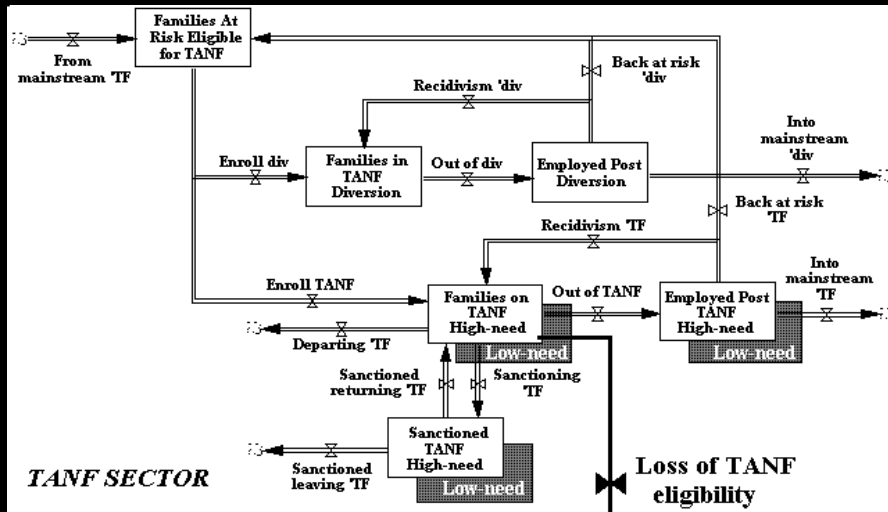 Families At
Risk Eligible
for TANF
From
mainstream 'TF
Back at risk
'div
Recidivism 'div
Into
mainstream
'div
Enroll div
Families in
TANF
Diversion
Out of div
Employed Post
Diversion
Back at risk
'TF
Recidivism 'TF
Into
mainstream
'TF
Enroll TANF
Families on
TANF
High-need
Low-need
Out of TANF
Employed Post
TANF
High-need
Low-need
Departing 'TF
Sanctioned
returning 'TF
Sanctioning
'TF
Sanctioned
TANF
High-need
Low-need
Sanctioned
leaving 'TF
TANF SECTOR
Loss of TANF
eligibility